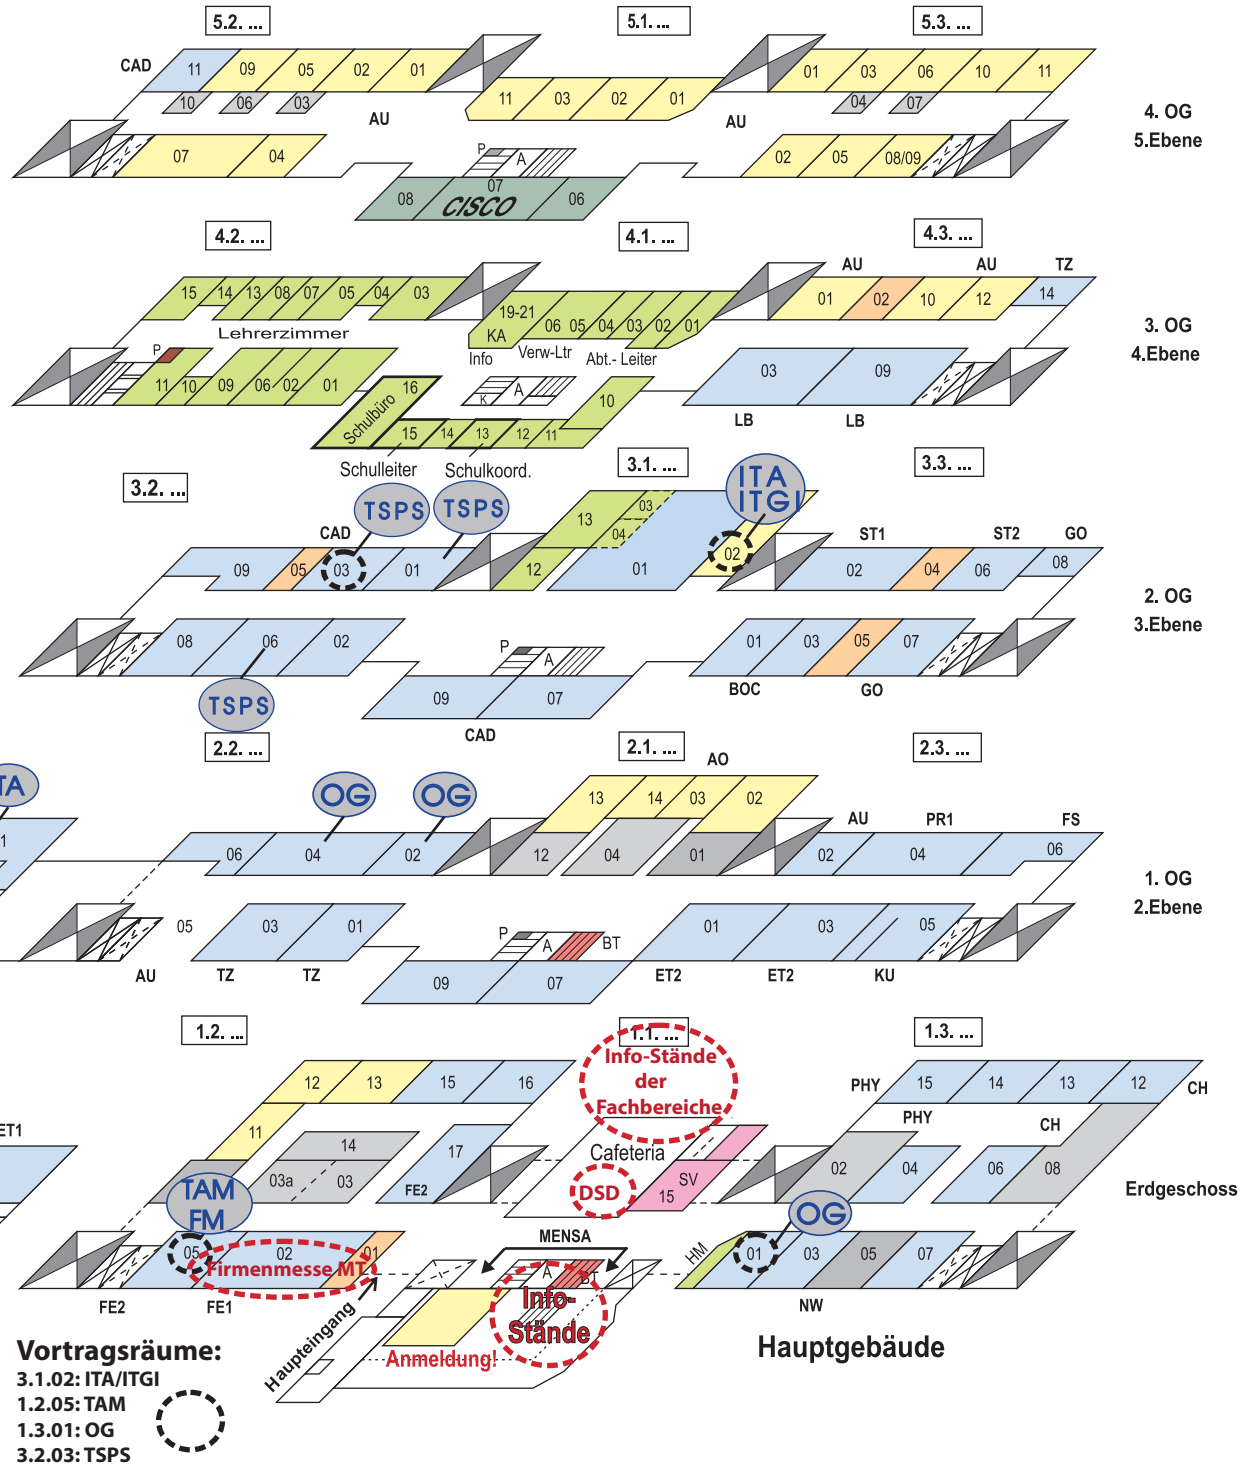 5.2. ...
5.1. ...
5.3. ...
CAD
11
09
05
02
01
10
06
03
AU
11
03
02
01
AU
01
03
06
10
11
04
07
4. OG
5.Ebene
07
04
P
A
08
07
CISCO
06
02
05
08/09
4.2. ...
4.1. ...
4.3. ...
AU
AU
TZ
15
14
13
08
07
05
04
03
Lehrerzimmer
19-21
KA
06
05
04
03
02
01
Info
Verw-Ltr
Abt.- Leiter
01
02
10
12
14
3. OG
4.Ebene
P
11
10
09
06
02
01
16
Schulbüro
K
A
10
15
14
13
12
11
Schulleiter
Schulkoord.
03
09
LB
LB
3.2. ...
3.1. ...
3.3. ...
TSPS
TSPS
ITA
ITGI
CAD
09
05
03
01
13
03
04
12
01
02
ST1
ST2
GO
02
04
06
08
2. OG
3.Ebene
08
06
02
TSPS
P
A
09
07
CAD
01
03
05
07
BOC
GO
2.2. ...
2.1. ...
2.3. ...
TA
OG
OG
AO
1
06
04
02
13
14
03
02
12
04
01
AU
PR1
FS
02
04
06
1. OG
2.Ebene
05
AU
03
01
TZ
TZ
P
A
BT
09
07
01
03
05
ET2
ET2
KU
1.2. ...
1.1. ...
1.3. ...
Info-Stände
der
Fachbereiche
12
13
15
16
11
14
03a
03
17
FE2
ET1
Cafeteria
DSD
SV
15
PHY
15
14
13
12
CH
PHY
CH
02
04
06
08
Erdgeschoss
TAM
FM
05
02
01
Firmenmesse MT
FE2
FE1
MENSA
A
BT
Info-
Stände
Anmeldung!
Haupteingang
OG
HM
01
03
05
07
NW
Hauptgebäude
Vortragsräume:
3.1.02: ITA/ITGI
1.2.05: TAM
1.3.01: OG
3.2.03: TSPS